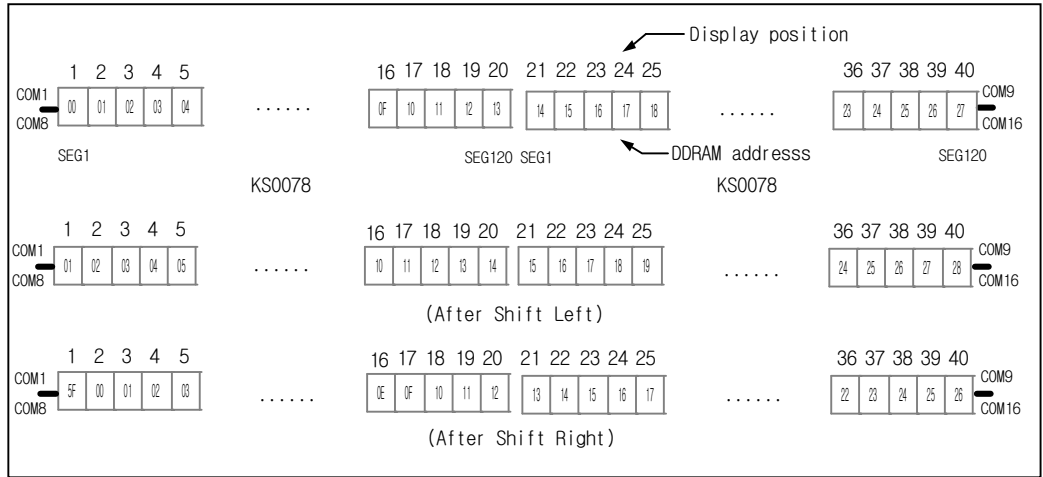 Display position
1 2 3 4 5 16 17 18 19 20 21 22 23 24 25 36 37 38 39 40
COM1 00 01 02 03 04 ...... 0F 10 11 12 13 14 15 16 17 18 ...... 23 24 25 26 27 COM9
COM8 COM16
SEG1 SEG120 SEG1 DDRAM addresss SEG120
KS0078 KS0078
1 2 3 4 5 16 17 18 19 20 21 22 23 24 25 36 37 38 39 40
COM1 01 02 03 04 05 ...... 10 11 12 13 14 15 16 17 18 19 ...... 24 25 26 27 28 COM9
COM8 COM16
(After Shift Left)
1 2 3 4 5 16 17 18 19 20 21 22 23 24 25 36 37 38 39 40
COM1 5F 00 01 02 03 ...... 0E 0F 10 11 12 13 14 15 16 17 ...... 22 23 24 25 26 COM9
COM8 COM16
(After Shift Right)